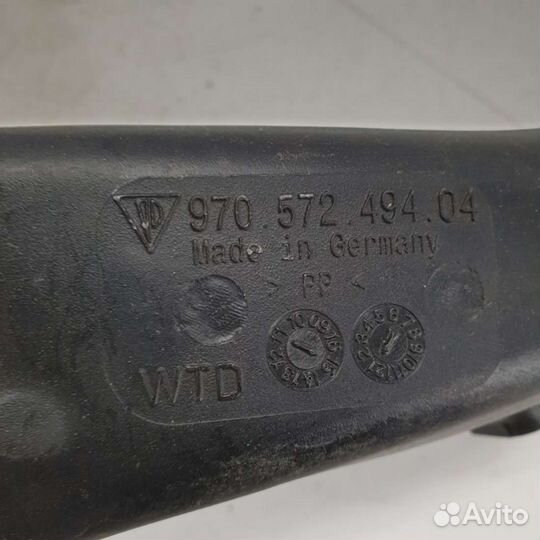 970.572.494.04
Made in Germany
> PP <
WTD
Avito